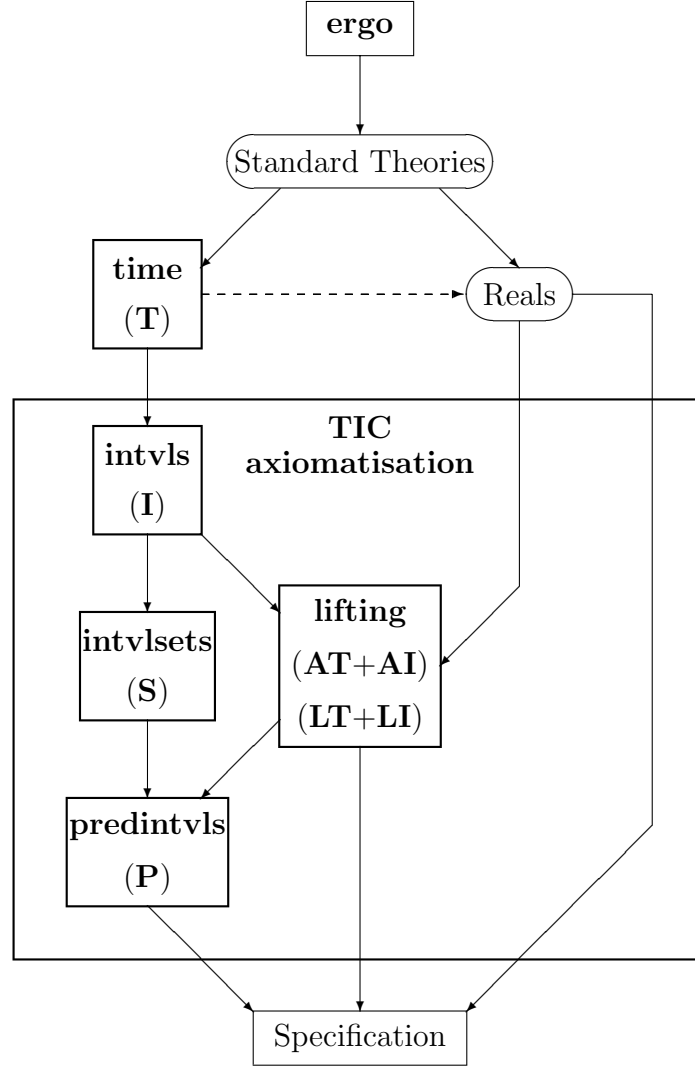 ergo
Standard Theories
time
(T)
Reals
TIC
axiomatisation
intvls
(I)
lifting
(AT+AI)
(LT+LI)
intvlsets
(S)
predintvls
(P)
Specification